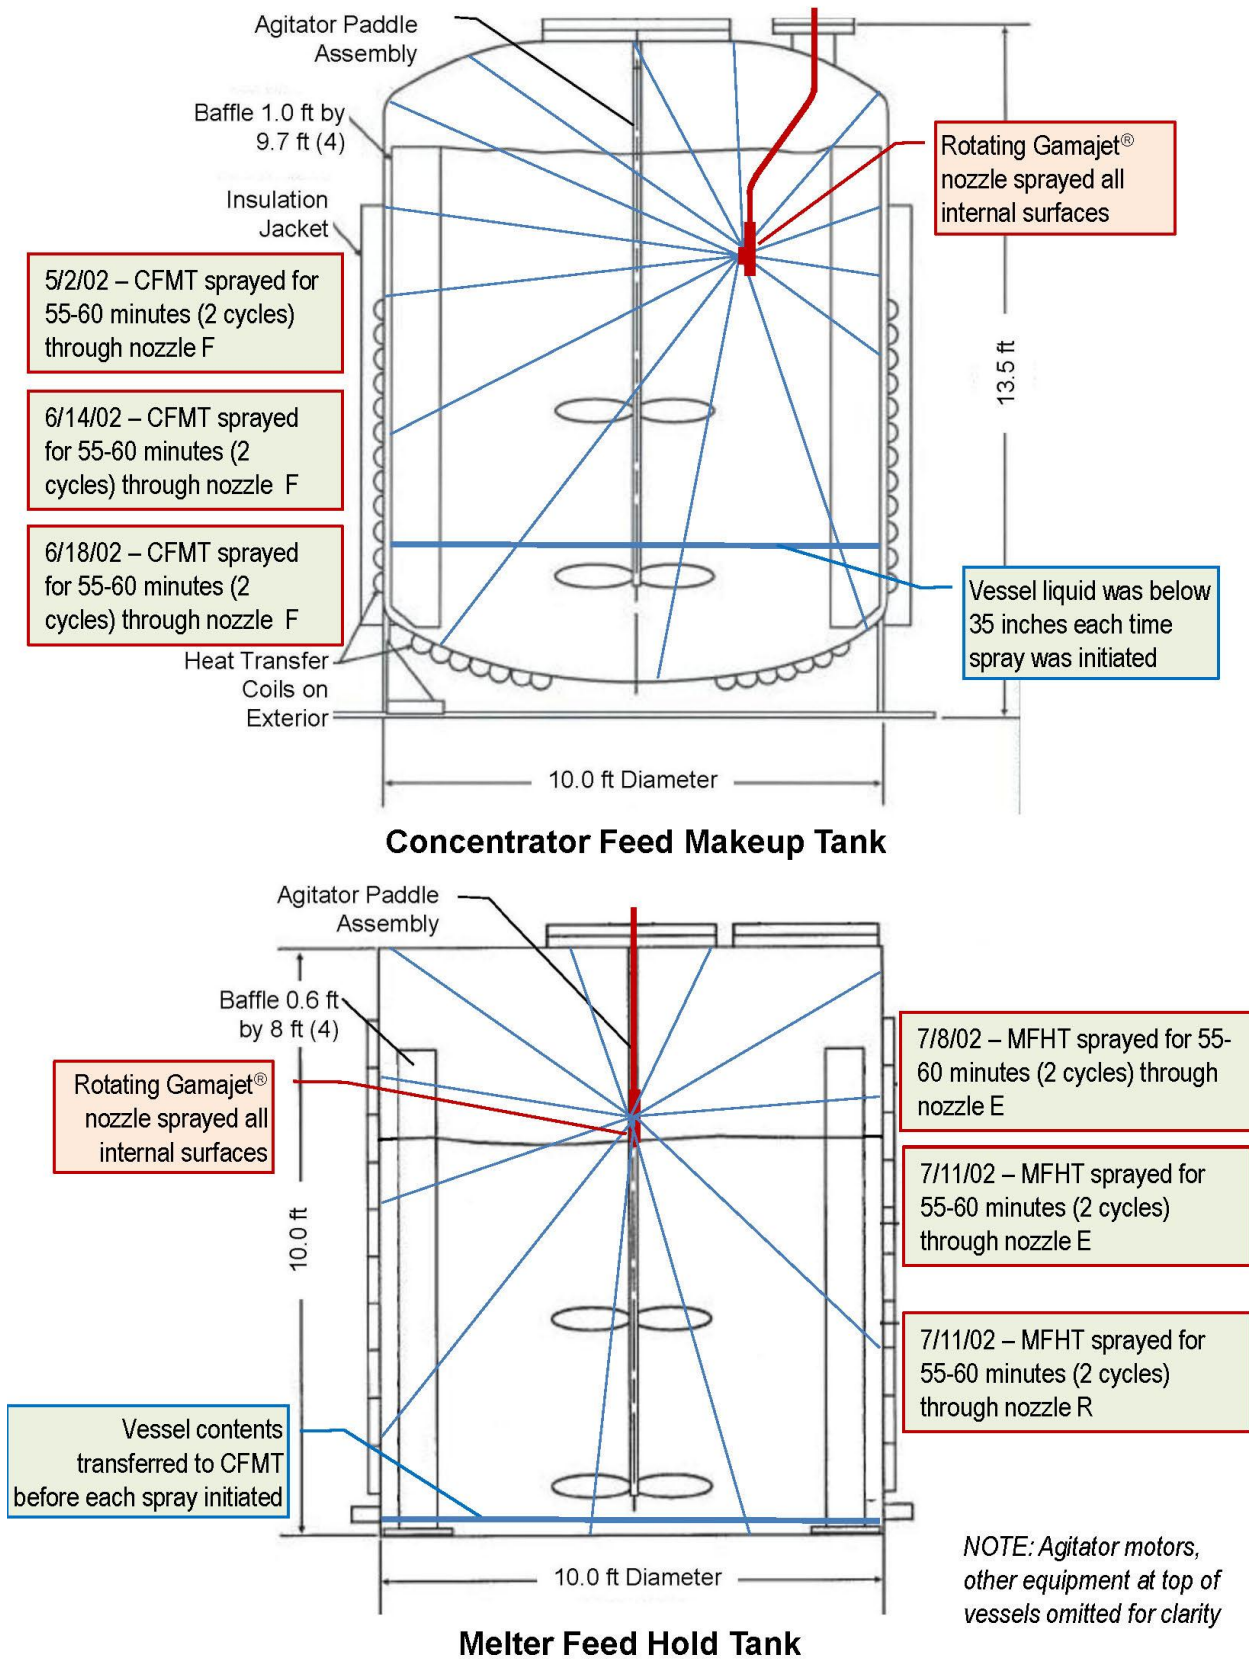 Agitator Paddle
Assembly
Baffle 1.0 ft by
9.7 ft (4)
Insulation
Jacket
Rotating Gamajet®
nozzle sprayed all
internal surfaces
5/2/02 – CFMT sprayed for
55-60 minutes (2 cycles)
through nozzle F
13.5 ft
6/14/02 – CFMT sprayed
for 55-60 minutes (2
cycles) through nozzle F
6/18/02 – CFMT sprayed
for 55-60 minutes (2
cycles) through nozzle F
Vessel liquid was below
35 inches each time
spray was initiated
Heat Transfer
Coils on
Exterior
10.0 ft Diameter
Concentrator Feed Makeup Tank
Agitator Paddle
Assembly
Baffle 0.6 ft
by 8 ft (4)
Rotating Gamajet®
nozzle sprayed all
internal surfaces
7/8/02 – MFHT sprayed for 55-
60 minutes (2 cycles) through
nozzle E
7/11/02 – MFHT sprayed for
55-60 minutes (2 cycles)
through nozzle E
10.0 ft
7/11/02 – MFHT sprayed for
55-60 minutes (2 cycles)
through nozzle R
Vessel contents
transferred to CFMT
before each spray initiated
10.0 ft Diameter
NOTE: Agitator motors,
other equipment at top of
vessels omitted for clarity
Melter Feed Hold Tank